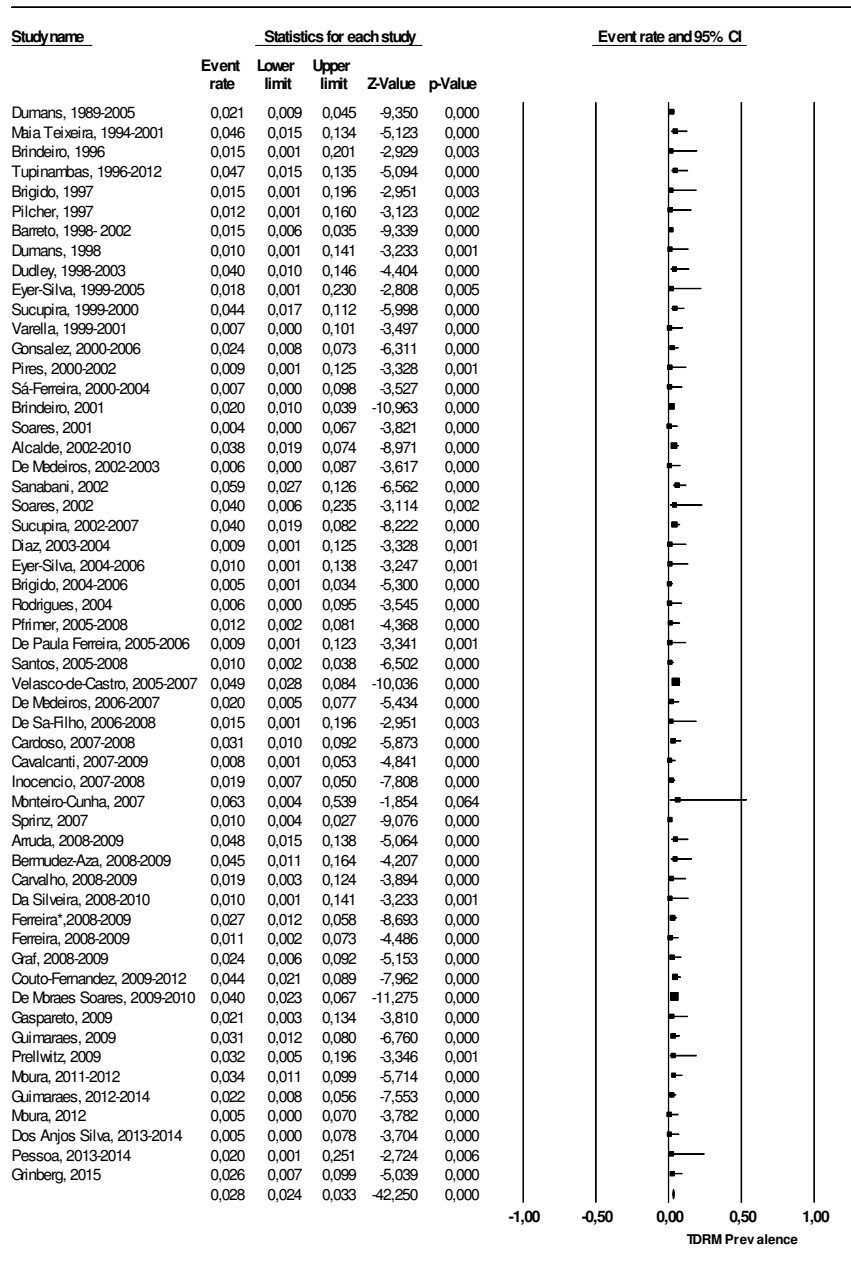 Study name Statistics for each study Event rate and 95% CI
Event Lower Upper
rate limit limit Z-Value p-Value
Dumans, 1989-2005 0,021 0,009 0,045 -9,350 0,000
Maia Teixeira, 1994-2001 0,046 0,015 0,134 -5,123 0,000
Brindeiro, 1996 0,015 0,001 0,201 -2,929 0,003
Tupinambas, 1996-2012 0,047 0,015 0,135 -5,094 0,000
Brigido, 1997 0,015 0,001 0,196 -2,951 0,003
Pilcher, 1997 0,012 0,001 0,160 -3,123 0,002
Barreto, 1998- 2002 0,015 0,006 0,035 -9,339 0,000
Dumans, 1998 0,010 0,001 0,141 -3,233 0,001
Dudley, 1998-2003 0,040 0,010 0,146 -4,404 0,000
Eyer-Silva, 1999-2005 0,018 0,001 0,230 -2,808 0,005
Sucupira, 1999-2000 0,044 0,017 0,112 -5,998 0,000
Varella, 1999-2001 0,007 0,000 0,101 -3,497 0,000
Gonsalez, 2000-2006 0,024 0,008 0,073 -6,311 0,000
Pires, 2000-2002 0,009 0,001 0,125 -3,328 0,001
Sá-Ferreira, 2000-2004 0,007 0,000 0,098 -3,527 0,000
Brindeiro, 2001 0,020 0,010 0,039 -10,963 0,000
Soares, 2001 0,004 0,000 0,067 -3,821 0,000
Alcalde, 2002-2010 0,038 0,019 0,074 -8,971 0,000
De Medeiros, 2002-2003 0,006 0,000 0,087 -3,617 0,000
Sanabani, 2002 0,059 0,027 0,126 -6,562 0,000
Soares, 2002 0,040 0,006 0,235 -3,114 0,002
Sucupira, 2002-2007 0,040 0,019 0,082 -8,222 0,000
Diaz, 2003-2004 0,009 0,001 0,125 -3,328 0,001
Eyer-Silva, 2004-2006 0,010 0,001 0,138 -3,247 0,001
Brigido, 2004-2006 0,005 0,001 0,034 -5,300 0,000
Rodrigues, 2004 0,006 0,000 0,095 -3,545 0,000
Pfrimer, 2005-2008 0,012 0,002 0,081 -4,368 0,000
De Paula Ferreira, 2005-2006 0,009 0,001 0,123 -3,341 0,001
Santos, 2005-2008 0,010 0,002 0,038 -6,502 0,000
Velasco-de-Castro, 2005-2007 0,049 0,028 0,084 -10,036 0,000
De Medeiros, 2006-2007 0,020 0,005 0,077 -5,434 0,000
De Sa-Filho, 2006-2008 0,015 0,001 0,196 -2,951 0,003
Cardoso, 2007-2008 0,031 0,010 0,092 -5,873 0,000
Cavalcanti, 2007-2009 0,008 0,001 0,053 -4,841 0,000
Inocencio, 2007-2008 0,019 0,007 0,050 -7,808 0,000
Monteiro-Cunha, 2007 0,063 0,004 0,539 -1,854 0,064
Sprinz, 2007 0,010 0,004 0,027 -9,076 0,000
Arruda, 2008-2009 0,048 0,015 0,138 -5,064 0,000
Bermudez-Aza, 2008-2009 0,045 0,011 0,164 -4,207 0,000
Carvalho, 2008-2009 0,019 0,003 0,124 -3,894 0,000
Da Silveira, 2008-2010 0,010 0,001 0,141 -3,233 0,001
Ferreira*,2008-2009 0,027 0,012 0,058 -8,693 0,000
Ferreira, 2008-2009 0,011 0,002 0,073 -4,486 0,000
Graf, 2008-2009 0,024 0,006 0,092 -5,153 0,000
Couto-Fernandez, 2009-2012 0,044 0,021 0,089 -7,962 0,000
De Moraes Soares, 2009-2010 0,040 0,023 0,067 -11,275 0,000
Gaspareto, 2009 0,021 0,003 0,134 -3,810 0,000
Guimaraes, 2009 0,031 0,012 0,080 -6,760 0,000
Prellwitz, 2009 0,032 0,005 0,196 -3,346 0,001
Moura, 2011-2012 0,034 0,011 0,099 -5,714 0,000
Guimaraes, 2012-2014 0,022 0,008 0,056 -7,553 0,000
Moura, 2012 0,005 0,000 0,070 -3,782 0,000
Dos Anjos Silva, 2013-2014 0,005 0,000 0,078 -3,704 0,000
Pessoa, 2013-2014 0,020 0,001 0,251 -2,724 0,006
Grinberg, 2015 0,026 0,007 0,099 -5,039 0,000
0,028 0,024 0,033 -42,250 0,000
-1,00 -0,50 0,00 0,50 1,00
TDRM Prevalence